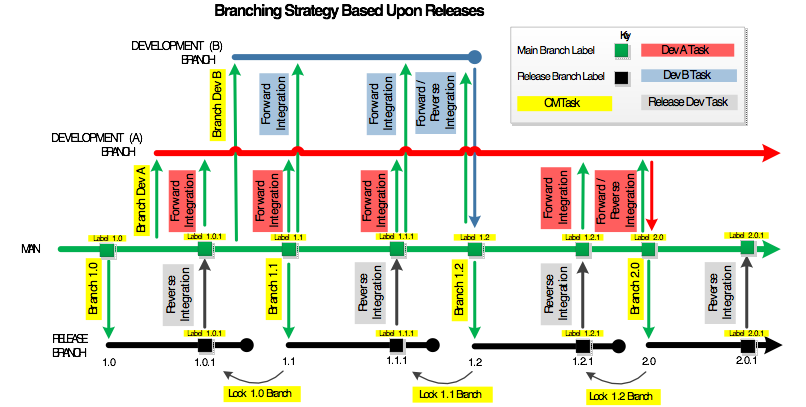 Branching Strategy Based Upon Releases
Key
Main Branch Label
Dev A Task
Release Branch Label
Dev B Task
CM Task
Release Dev Task
DEVELOPMENT (B)
BRANCH
Branch Dev B
Forward
Integration
Forward
Integration
Forward /
Reverse
Integration
DEVELOPMENT (A)
BRANCH
Branch Dev A
Forward
Integration
Forward
Integration
Forward
Integration
Forward
Integration
Forward /
Reverse
Integration
MAIN
Label 1.0
Label 1.0.1
Label 1.1
Label 1.1.1
Label 1.2
Label 1.2.1
Label 2.0
Label 2.0.1
Branch 1.0
Reverse
Integration
Branch 1.1
Reverse
Integration
Branch 1.2
Reverse
Integration
Branch 2.0
Reverse
Integration
RELEASE
BRANCH
Label 1.0.1
Label 1.1.1
Label 1.2.1
Label 2.0.1
1.0
1.0.1
1.1
1.1.1
1.2
1.2.1
2.0
2.0.1
Lock 1.0 Branch
Lock 1.1 Branch
Lock 1.2 Branch